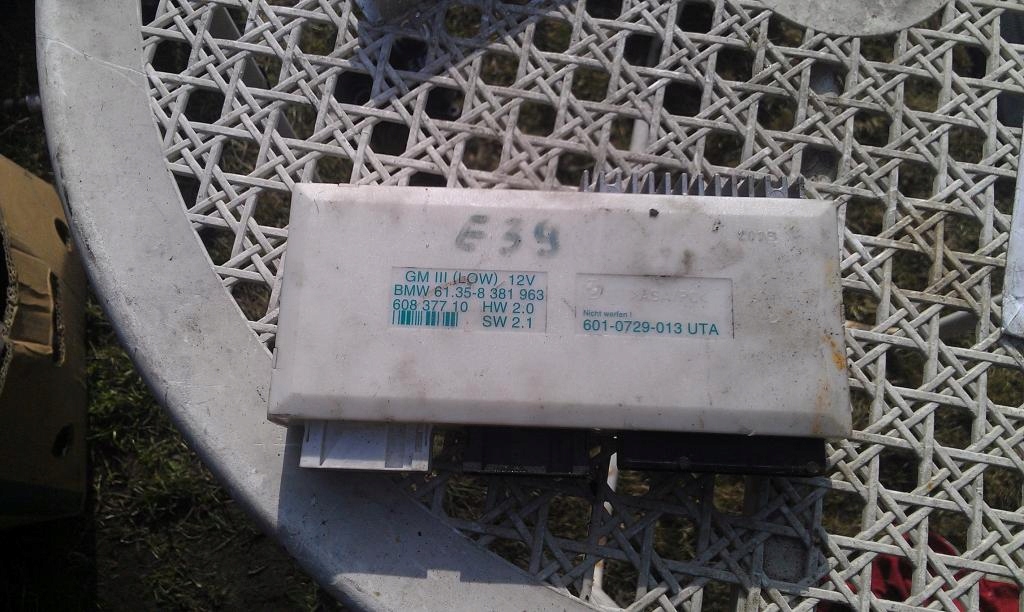 E39
GM III (LOW) 12V
BMW 61.35-8 381 963
608 377 10 HW 2.0
SW 2.1
Nicht werfen !
601-0729-013 UTA